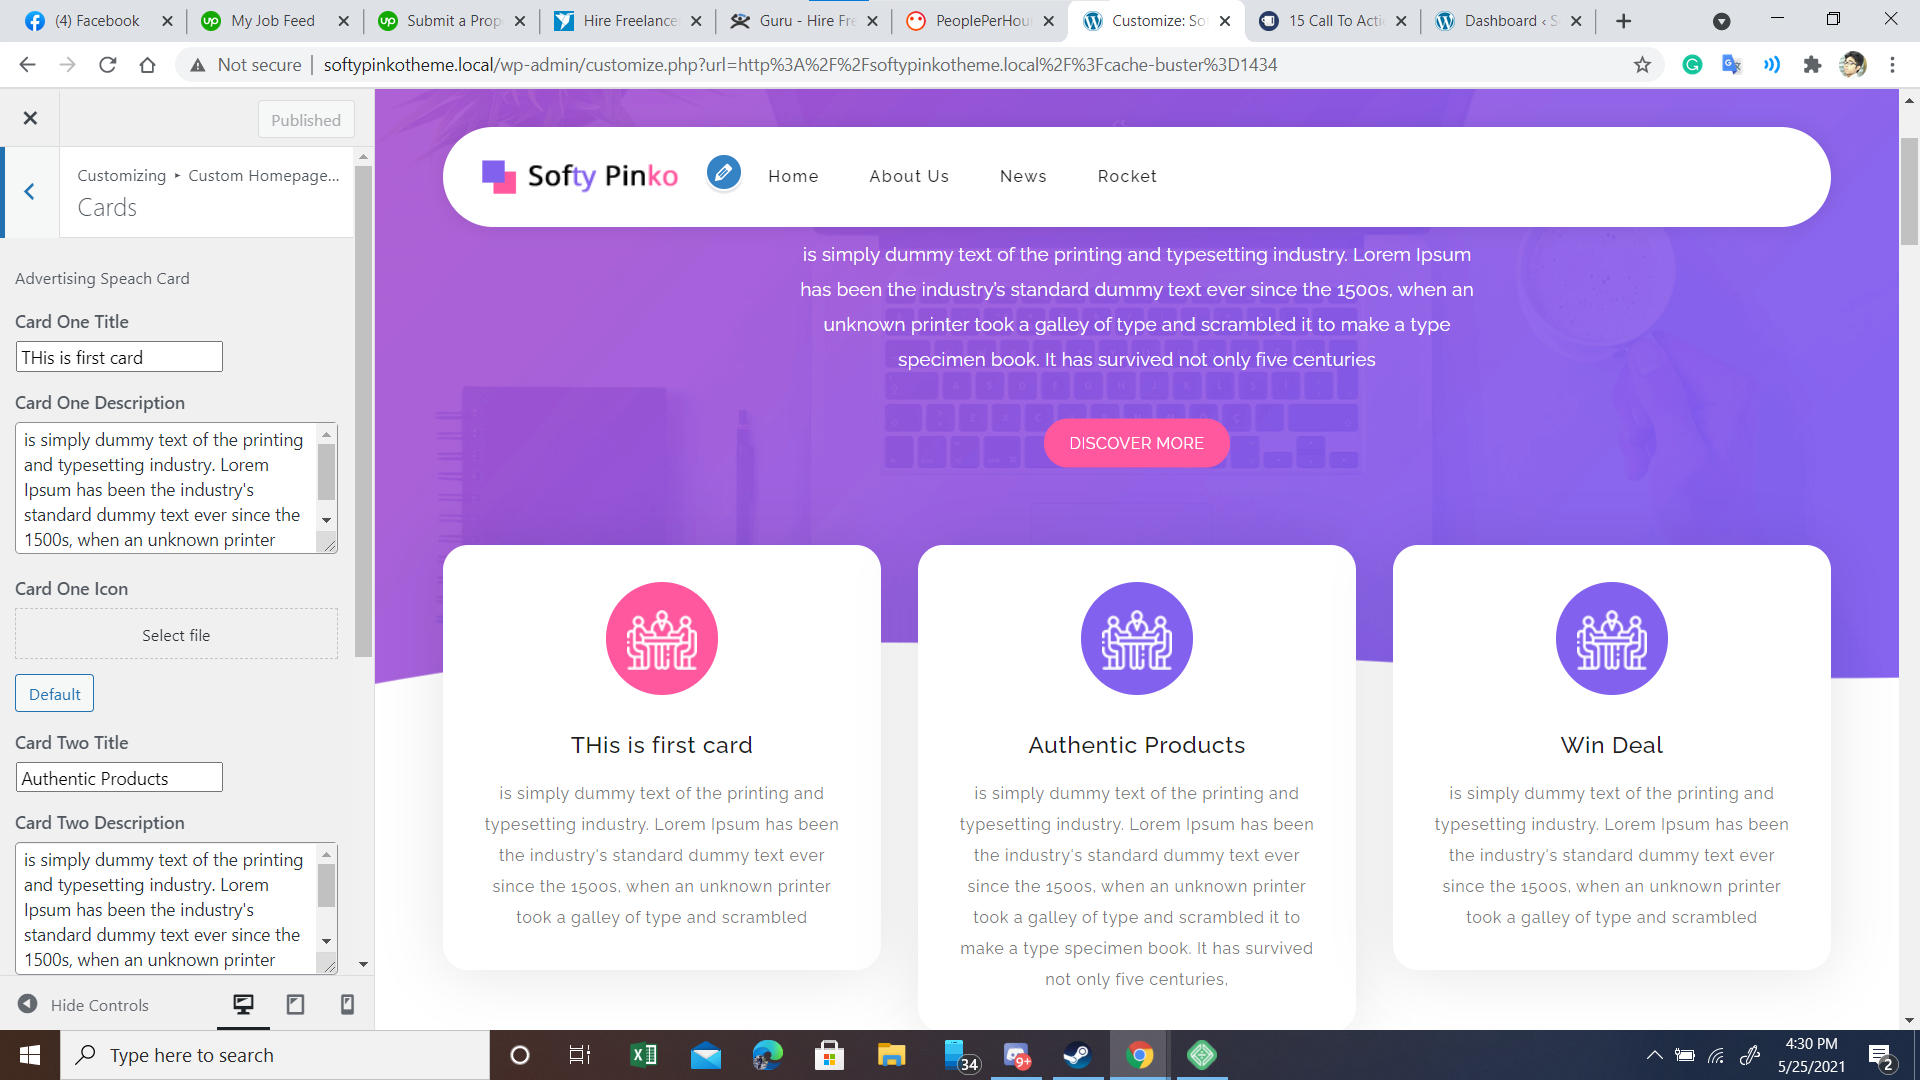 (4) Facebook
My Job Feed
Submit a Prop
Hire Freelance
Guru - Hire Fre
PeoplePerHou
Customize: Sof
15 Call To Acti
Dashboard ‹ S
Not secure
softypinkotheme.local/wp-admin/customize.php?url=http%3A%2F%2Fsoftypinkotheme.local%2F%3Fcache-buster%3D1434
Published
Customizing ▸ Custom Homepage...
Cards
Advertising Speach Card
Card One Title
THis is first card
Card One Description
is simply dummy text of the printing
and typesetting industry. Lorem
Ipsum has been the industry's
standard dummy text ever since the
1500s, when an unknown printer
Card One Icon
Select file
Default
Card Two Title
Authentic Products
Card Two Description
is simply dummy text of the printing
and typesetting industry. Lorem
Ipsum has been the industry's
standard dummy text ever since the
1500s, when an unknown printer
Hide Controls
Softy Pinko
Home
About Us
News
Rocket
is simply dummy text of the printing and typesetting industry. Lorem Ipsum
has been the industry's standard dummy text ever since the 1500s, when an
unknown printer took a galley of type and scrambled it to make a type
specimen book. It has survived not only five centuries
DISCOVER MORE
THis is first card
is simply dummy text of the printing and
typesetting industry. Lorem Ipsum has been
the industry's standard dummy text ever
since the 1500s, when an unknown printer
took a galley of type and scrambled
Authentic Products
is simply dummy text of the printing and
typesetting industry. Lorem Ipsum has been
the industry's standard dummy text ever
since the 1500s, when an unknown printer
took a galley of type and scrambled it to
make a type specimen book. It has survived
not only five centuries,
Win Deal
is simply dummy text of the printing and
typesetting industry. Lorem Ipsum has been
the industry's standard dummy text ever
since the 1500s, when an unknown printer
took a galley of type and scrambled
Type here to search
34
9+
4:30 PM
5/25/2021
2